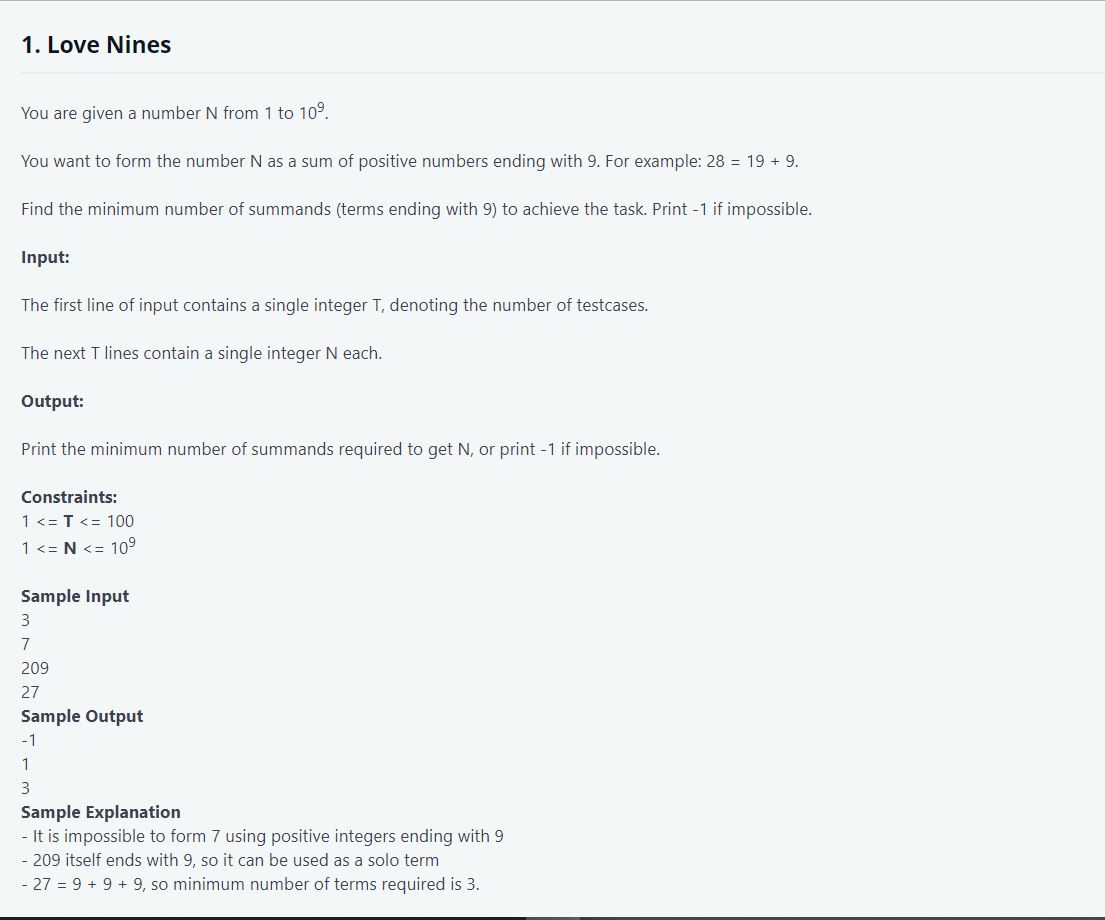 1. Love Nines
You are given a number N from 1 to 10⁹.
You want to form the number N as a sum of positive numbers ending with 9. For example: 28 = 19 + 9.
Find the minimum number of summands (terms ending with 9) to achieve the task. Print -1 if impossible.
Input:
The first line of input contains a single integer T, denoting the number of testcases.
The next T lines contain a single integer N each.
Output:
Print the minimum number of summands required to get N, or print -1 if impossible.
Constraints:
1 <= T <= 100
1 <= N <= 10⁹
Sample Input
3
7
209
27
Sample Output
-1
1
3
Sample Explanation
- It is impossible to form 7 using positive integers ending with 9
- 209 itself ends with 9, so it can be used as a solo term
- 27 = 9 + 9 + 9, so minimum number of terms required is 3.